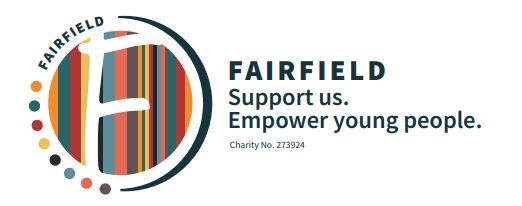 FAIRFIELD
FAIRFIELD
Support us.
Empower young people.
Charity No. 273924